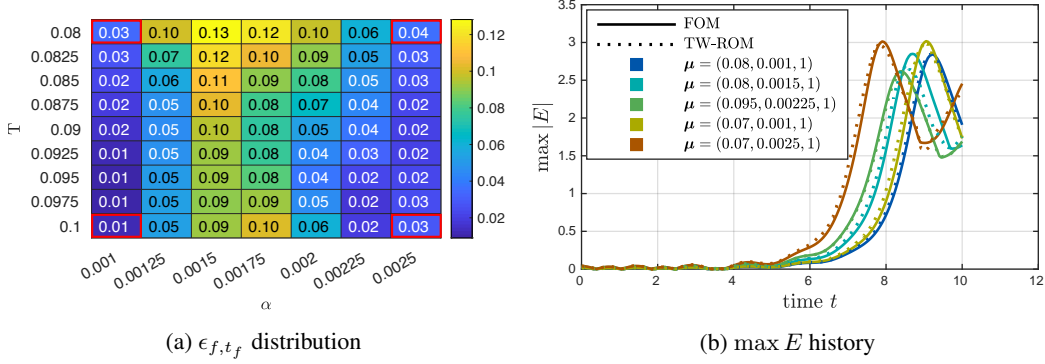 0.08 0.03 0.10 0.13 0.12 0.10 0.06 0.04
0.0825 0.03 0.07 0.12 0.10 0.09 0.05 0.03
0.085 0.02 0.06 0.11 0.09 0.08 0.05 0.03
0.0875 0.02 0.05 0.10 0.08 0.07 0.04 0.02
0.09 0.02 0.05 0.10 0.08 0.05 0.04 0.02
0.0925 0.01 0.05 0.09 0.08 0.04 0.03 0.02
0.095 0.01 0.05 0.09 0.08 0.04 0.02 0.02
0.0975 0.01 0.05 0.09 0.09 0.05 0.02 0.02
0.1 0.01 0.05 0.09 0.10 0.06 0.02 0.03
T
0.001 0.00125 0.0015 0.00175 0.002 0.00225 0.0025
α
0.12
0.1
0.08
0.06
0.04
0.02
(a) ϵ_{f,t_f} distribution
3.5
3
2.5
2
1.5
1
0.5
0
max |E|
FOM
TW-ROM
μ = (0.08, 0.001, 1)
μ = (0.08, 0.0015, 1)
μ = (0.095, 0.00225, 1)
μ = (0.07, 0.001, 1)
μ = (0.07, 0.0025, 1)
0 2 4 6 8 10 12
time t
(b) max E history